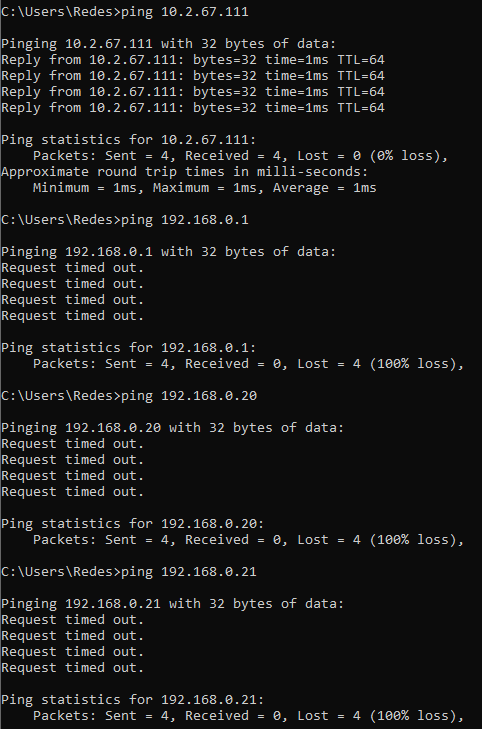 C:\Users\Redes>ping 10.2.67.111
Pinging 10.2.67.111 with 32 bytes of data:
Reply from 10.2.67.111: bytes=32 time=1ms TTL=64
Reply from 10.2.67.111: bytes=32 time=1ms TTL=64
Reply from 10.2.67.111: bytes=32 time=1ms TTL=64
Reply from 10.2.67.111: bytes=32 time=1ms TTL=64
Ping statistics for 10.2.67.111:
    Packets: Sent = 4, Received = 4, Lost = 0 (0% loss),
Approximate round trip times in milli-seconds:
    Minimum = 1ms, Maximum = 1ms, Average = 1ms
C:\Users\Redes>ping 192.168.0.1
Pinging 192.168.0.1 with 32 bytes of data:
Request timed out.
Request timed out.
Request timed out.
Request timed out.
Ping statistics for 192.168.0.1:
    Packets: Sent = 4, Received = 0, Lost = 4 (100% loss),
C:\Users\Redes>ping 192.168.0.20
Pinging 192.168.0.20 with 32 bytes of data:
Request timed out.
Request timed out.
Request timed out.
Request timed out.
Ping statistics for 192.168.0.20:
    Packets: Sent = 4, Received = 0, Lost = 4 (100% loss),
C:\Users\Redes>ping 192.168.0.21
Pinging 192.168.0.21 with 32 bytes of data:
Request timed out.
Request timed out.
Request timed out.
Request timed out.
Ping statistics for 192.168.0.21:
    Packets: Sent = 4, Received = 0, Lost = 4 (100% loss),